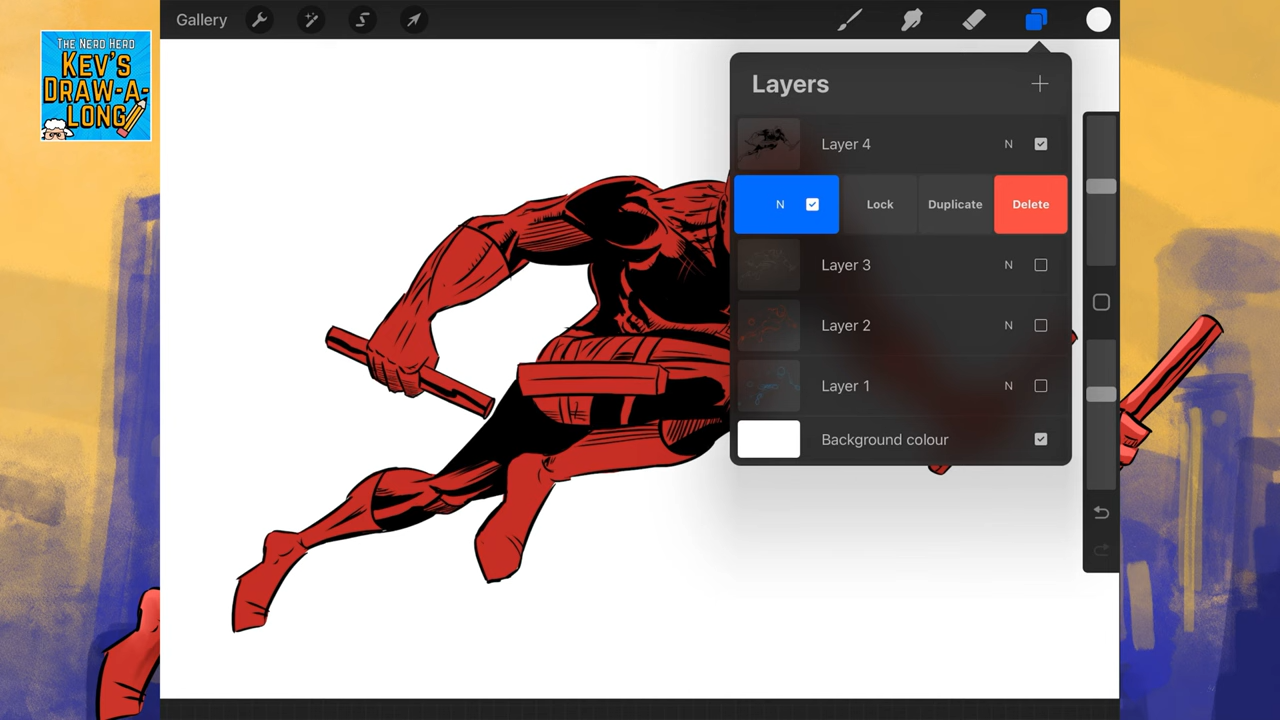 THE NERD HERO
KEV'S
DRAW-A-
LONG
Gallery
Layers
Layer 4 N
N Lock Duplicate Delete
Layer 3 N
Layer 2 N
Layer 1 N
Background colour